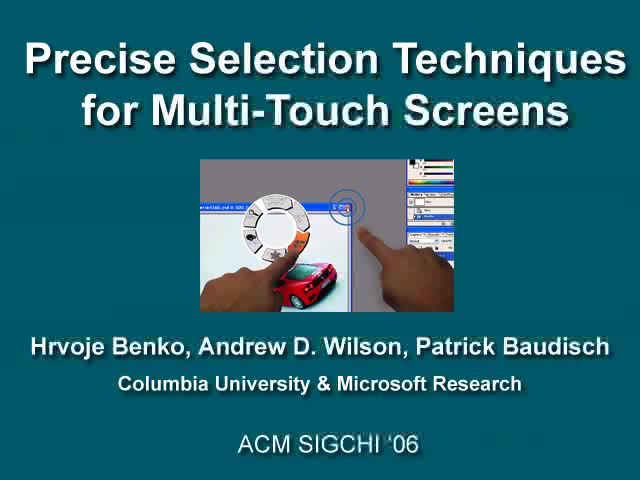 Precise Selection Techniques
for Multi-Touch Screens
Hrvoje Benko, Andrew D. Wilson, Patrick Baudisch
Columbia University & Microsoft Research
ACM SIGCHI ‘06